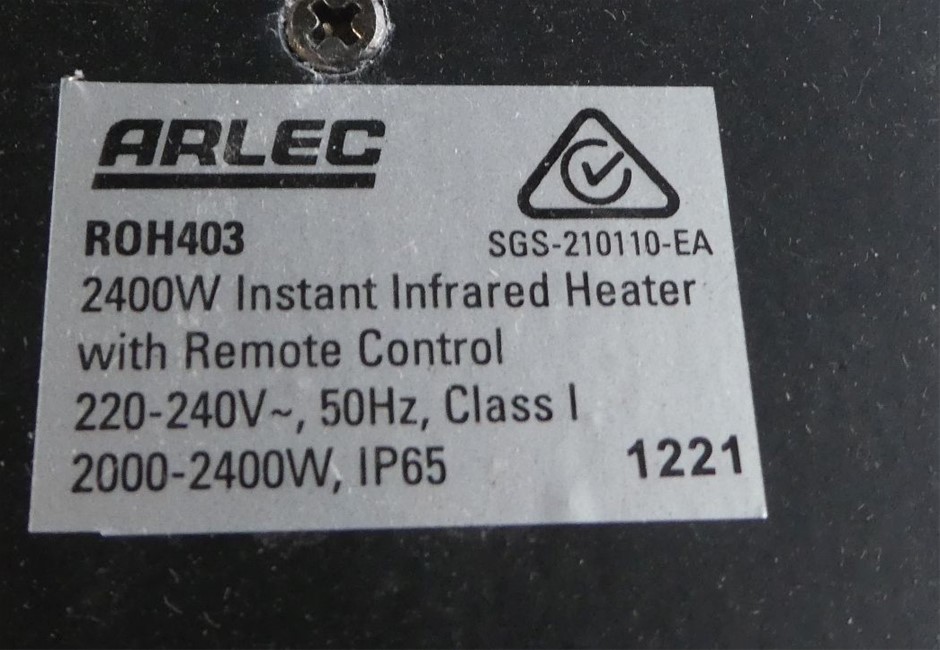 ARLEC
ROH403
SGS-210110-EA
2400W Instant Infrared Heater
with Remote Control
220-240V~, 50Hz, Class I
2000-2400W, IP65
1221